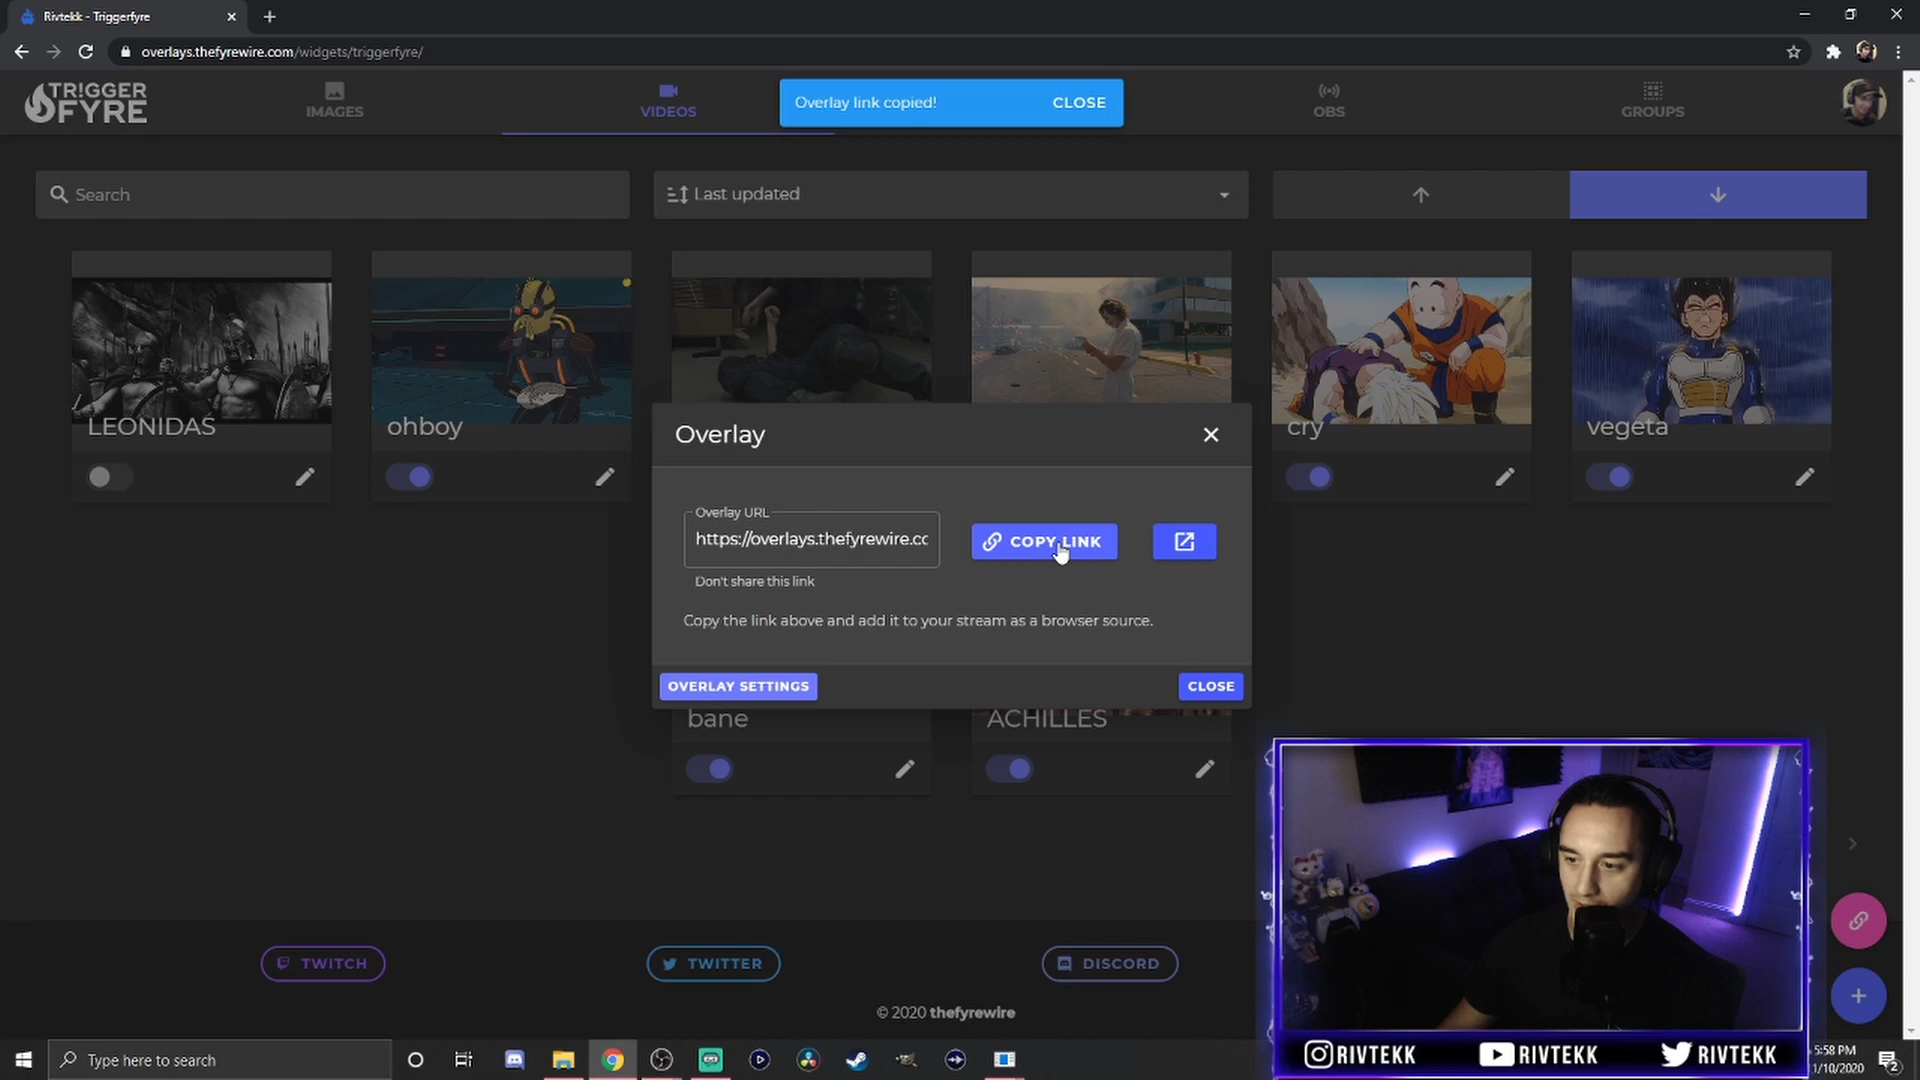 Rivtekk - Triggerfyre
overlays.thefyrewire.com/widgets/triggerfyre/
TR!GGER
FYRE
IMAGES
VIDEOS
Overlay link copied!
CLOSE
OBS
GROUPS
Search
Last updated
LEONIDAS
ohboy
cry
vegeta
Overlay
Overlay URL
https://overlays.thefyrewire.cc
COPY LINK
Don't share this link
Copy the link above and add it to your stream as a browser source.
OVERLAY SETTINGS
CLOSE
bane
ACHILLES
TWITCH
TWITTER
DISCORD
© 2020 thefyrewire
Type here to search
RIVTEKK
RIVTEKK
RIVTEKK
5:58 PM
1/10/2020
2